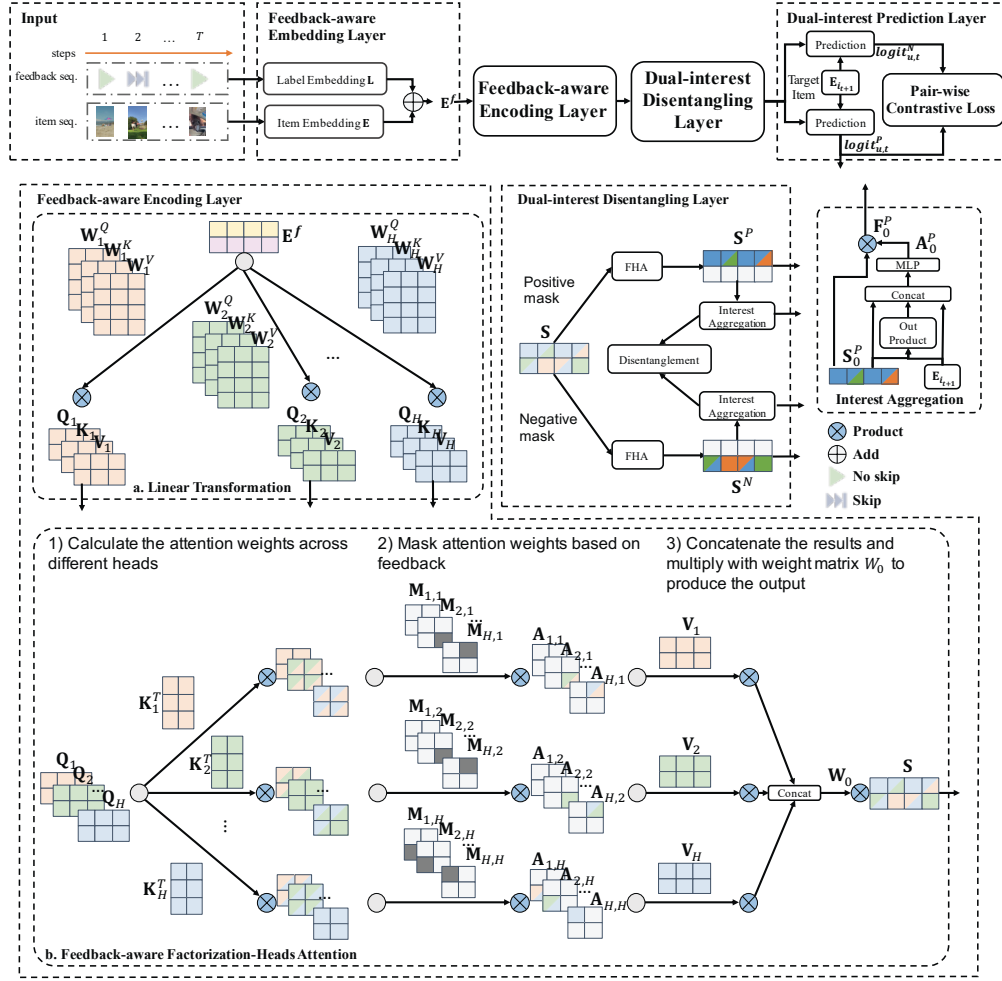 Input
1 2 ... T
steps
feedback seq.
...
item seq.
...
Feedback-aware
Embedding Layer
Label Embedding L
Item Embedding E
E^f
Feedback-aware
Encoding Layer
Dual-interest
Disentangling
Layer
Dual-interest Prediction Layer
Prediction
logit^N_{u,t}
Target
Item
E_{i_{t+1}}
Prediction
logit^P_{u,t}
Pair-wise
Contrastive Loss
Feedback-aware Encoding Layer
W_1^Q
W_1^K
W_1^V
E^f
W_H^Q
W_H^K
W_H^V
W_2^Q
W_2^K
W_2^V
...
Q_1
K_1
V_1
Q_2
K_2
V_2
Q_H
K_H
V_H
a. Linear Transformation
Dual-interest Disentangling Layer
S^P
FHA
Positive
mask
S
Interest
Aggregation
Disentanglement
Interest
Aggregation
Negative
mask
FHA
S^N
F_0^P
A_0^P
MLP
Concat
Out
Product
S_0^P
E_{i_{t+1}}
Interest Aggregation
Product
Add
No skip
Skip
1) Calculate the attention weights across
different heads
2) Mask attention weights based on
feedback
3) Concatenate the results and
multiply with weight matrix W_0 to
produce the output
M_{1,1}
M_{2,1}
...
M_{H,1}
A_{1,1}
A_{2,1}
...
A_{H,1}
V_1
K_1^T
...
M_{1,2}
M_{2,2}
...
M_{H,2}
A_{1,2}
A_{2,2}
...
A_{H,2}
V_2
Q_1
Q_2
...
Q_H
K_2^T
...
Concat
W_0
S
⋮
M_{1,H}
M_{2,H}
...
M_{H,H}
A_{1,H}
A_{2,H}
...
A_{H,H}
V_H
K_H^T
...
b. Feedback-aware Factorization-Heads Attention